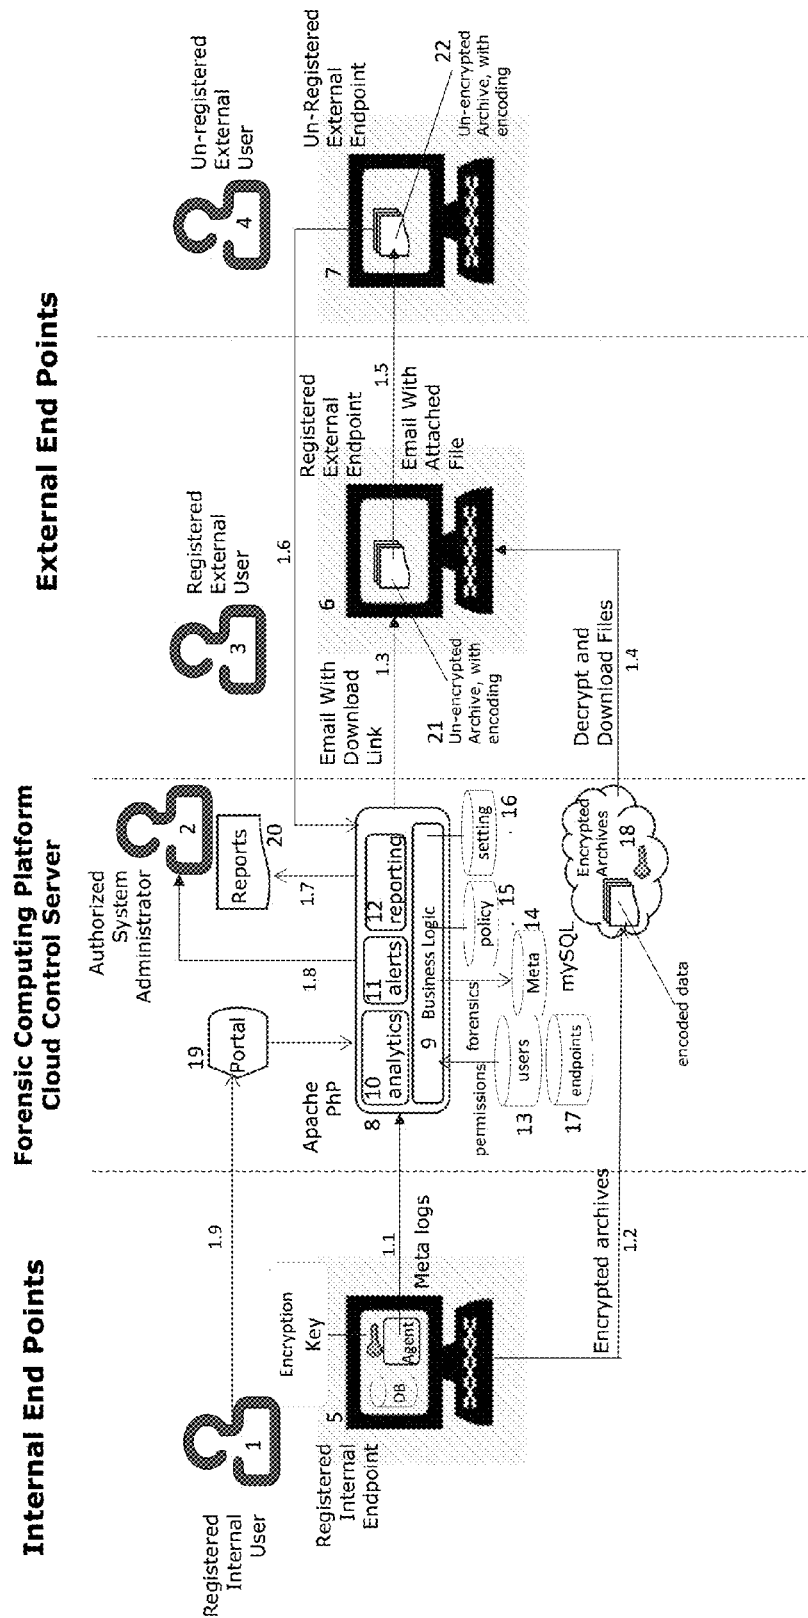 Internal End Points
Forensic Computing Platform
Cloud Control Server
External End Points
Registered
Internal
User
1
1.9
19
Portal
Authorized
System
Administrator
2
1.8
Reports
20
1.7
Registered
External
User
3
Un-registered
External
User
4
1.6
Registered
Internal
Endpoint
5
Encryption
Key
DB
Agent
1.1
Meta logs
Apache
PhP
8
10
analytics
11
alerts
12
reporting
9 Business Logic
permissions
forensics
13
users
17
endpoints
Meta
14
mySQL
policy
15
setting
16
Email With
Download
Link
1.3
Registered
External
Endpoint
6
21
Un-encrypted
Archive, with
encoding
1.5
Email With
Attached
File
Un-Registered
External
Endpoint
7
22
Un-encrypted
Archive, with
encoding
Encrypted archives
1.2
Encrypted
Archives
18
encoded data
Decrypt and
Download Files
1.4